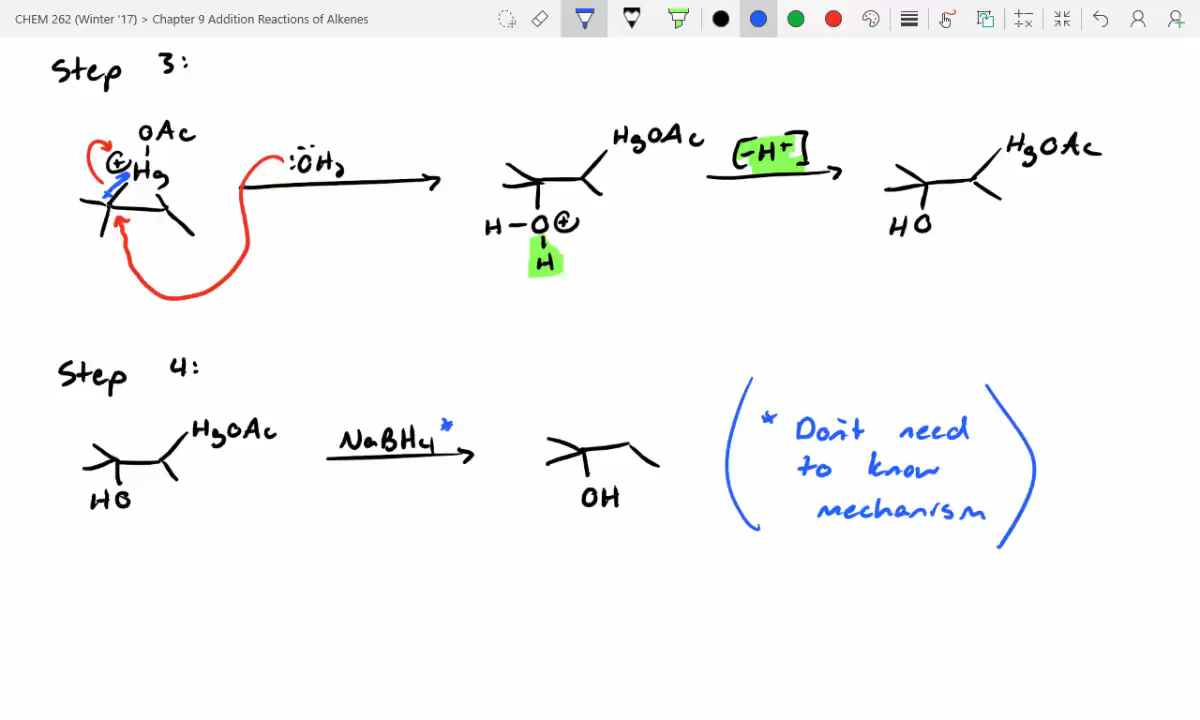 CHEM 262 (Winter '17) > Chapter 9 Addition Reactions of Alkenes
Step 3:
OAc
⊕Hg
:ÖH₂
HgOAc
H-O⊕
H
[-H⁺]
HgOAc
HO
Step 4:
HgOAc
HO
NaBH₄*
OH
* Don't need
to know
mechanism